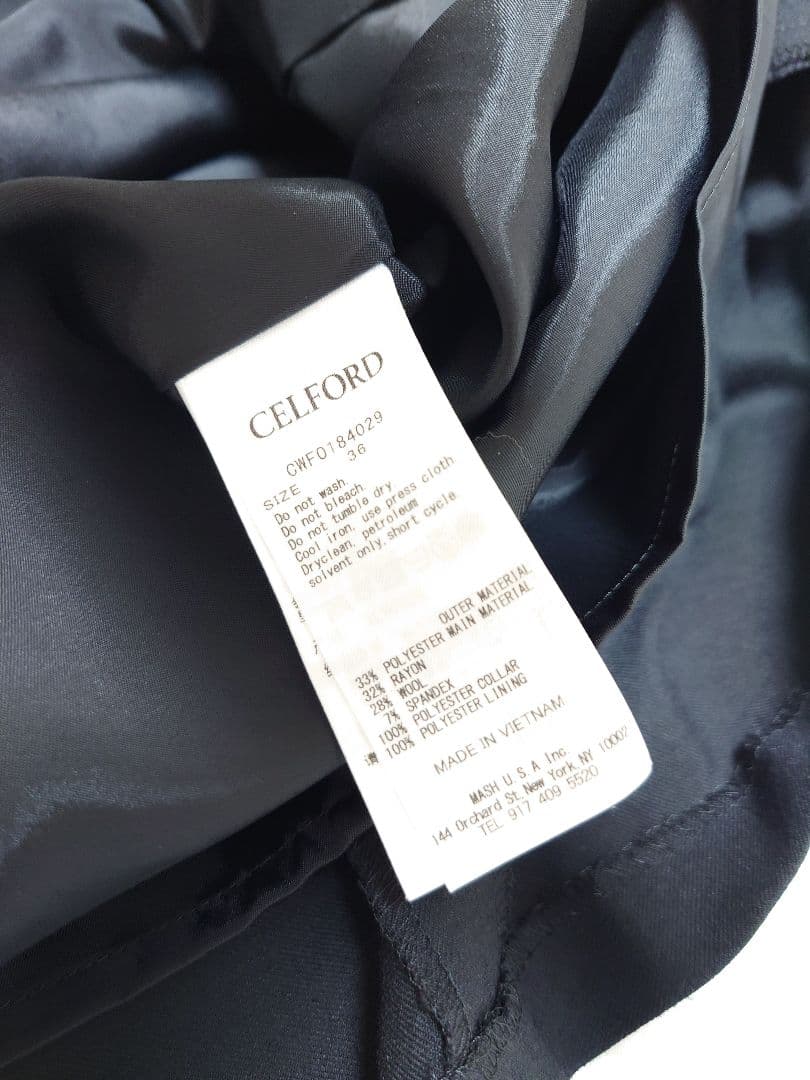 CELFORD
CWFO184029
SIZE 36
Do not wash.
Do not bleach.
Do not tumble dry.
Cool iron, use press cloth
Dryclean, petroleum
solvent only,short cycle
OUTER MATERIAL
33% POLYESTER MAIN MATERIAL
32% RAYON
28% WOOL
7% SPANDEX
100% POLYESTER COLLAR
100% POLYESTER LINING
MADE IN VIETNAM
MASH U.S.A Inc.
144 Orchard St, New York, NY 10002
TEL 917 409 5520